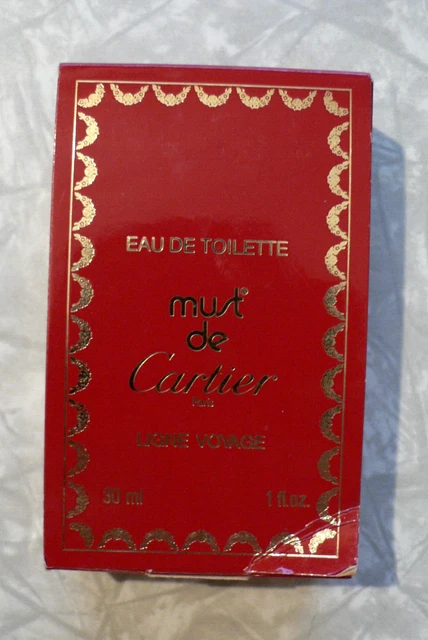 EAU DE TOILETTE
must®
de
Cartier
Paris
LIGNE VOYAGE
30 ml 1 fl.oz.